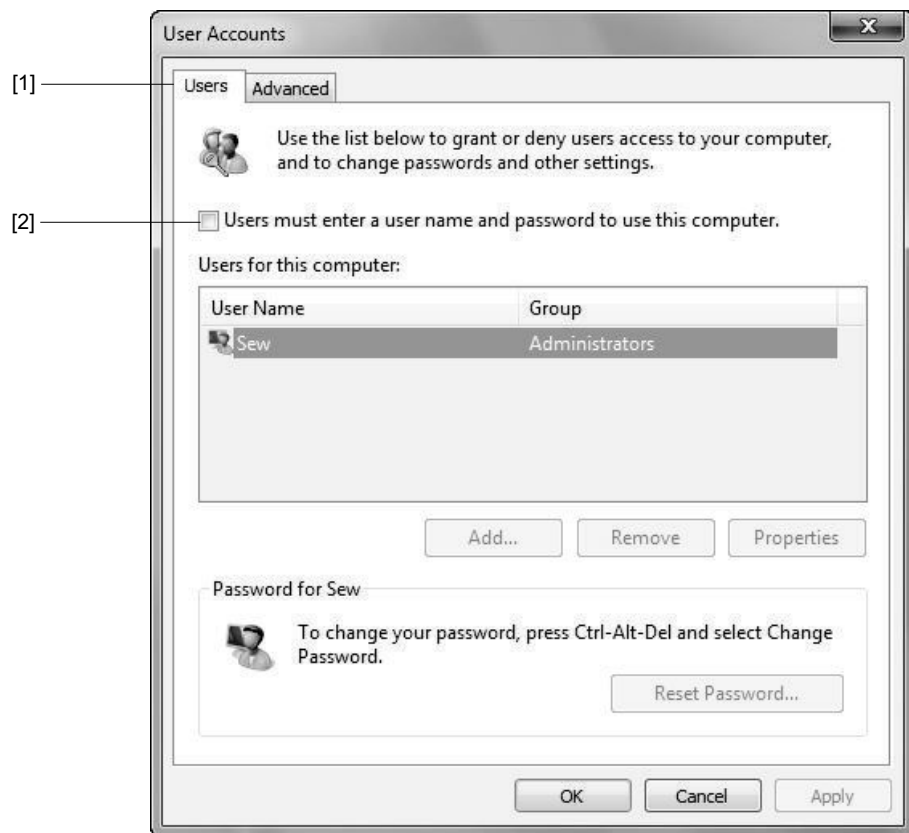 User Accounts
x
[1]
Users
Advanced
Use the list below to grant or deny users access to your computer,
and to change passwords and other settings.
[2]
Users must enter a user name and password to use this computer.
Users for this computer:
User Name Group
Sew Administrators
Add... Remove Properties
Password for Sew
To change your password, press Ctrl-Alt-Del and select Change
Password.
Reset Password...
OK Cancel Apply